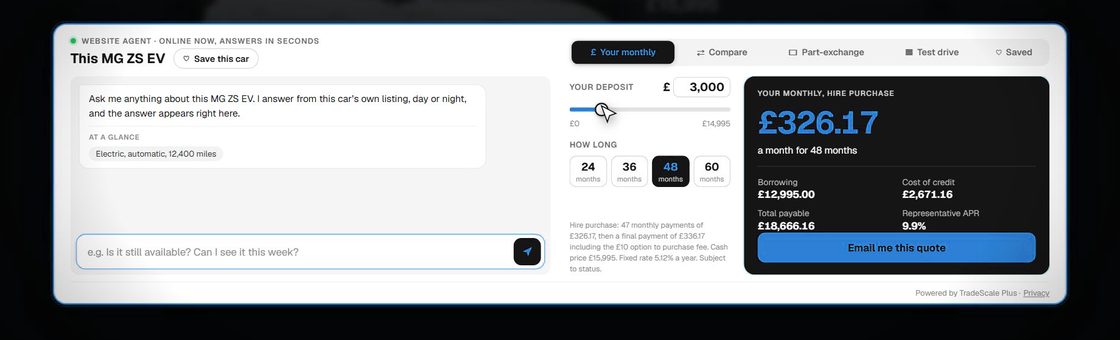 WEBSITE AGENT · ONLINE NOW, ANSWERS IN SECONDS
This MG ZS EV
♡ Save this car
£ Your monthly
⇄ Compare
Part-exchange
Test drive
♡ Saved
Ask me anything about this MG ZS EV. I answer from this car's own listing, day or night,
and the answer appears right here.
AT A GLANCE
Electric, automatic, 12,400 miles
e.g. Is it still available? Can I see it this week?
YOUR DEPOSIT
£ 3,000
£0
£14,995
HOW LONG
24
months
36
months
48
months
60
months
Hire purchase: 47 monthly payments of
£326.17, then a final payment of £336.17
including the £10 option to purchase fee. Cash
price £15,995. Fixed rate 5.12% a year. Subject
to status.
YOUR MONTHLY, HIRE PURCHASE
£326.17
a month for 48 months
Borrowing
£12,995.00
Cost of credit
£2,671.16
Total payable
£18,666.16
Representative APR
9.9%
Email me this quote
Powered by TradeScale Plus · Privacy